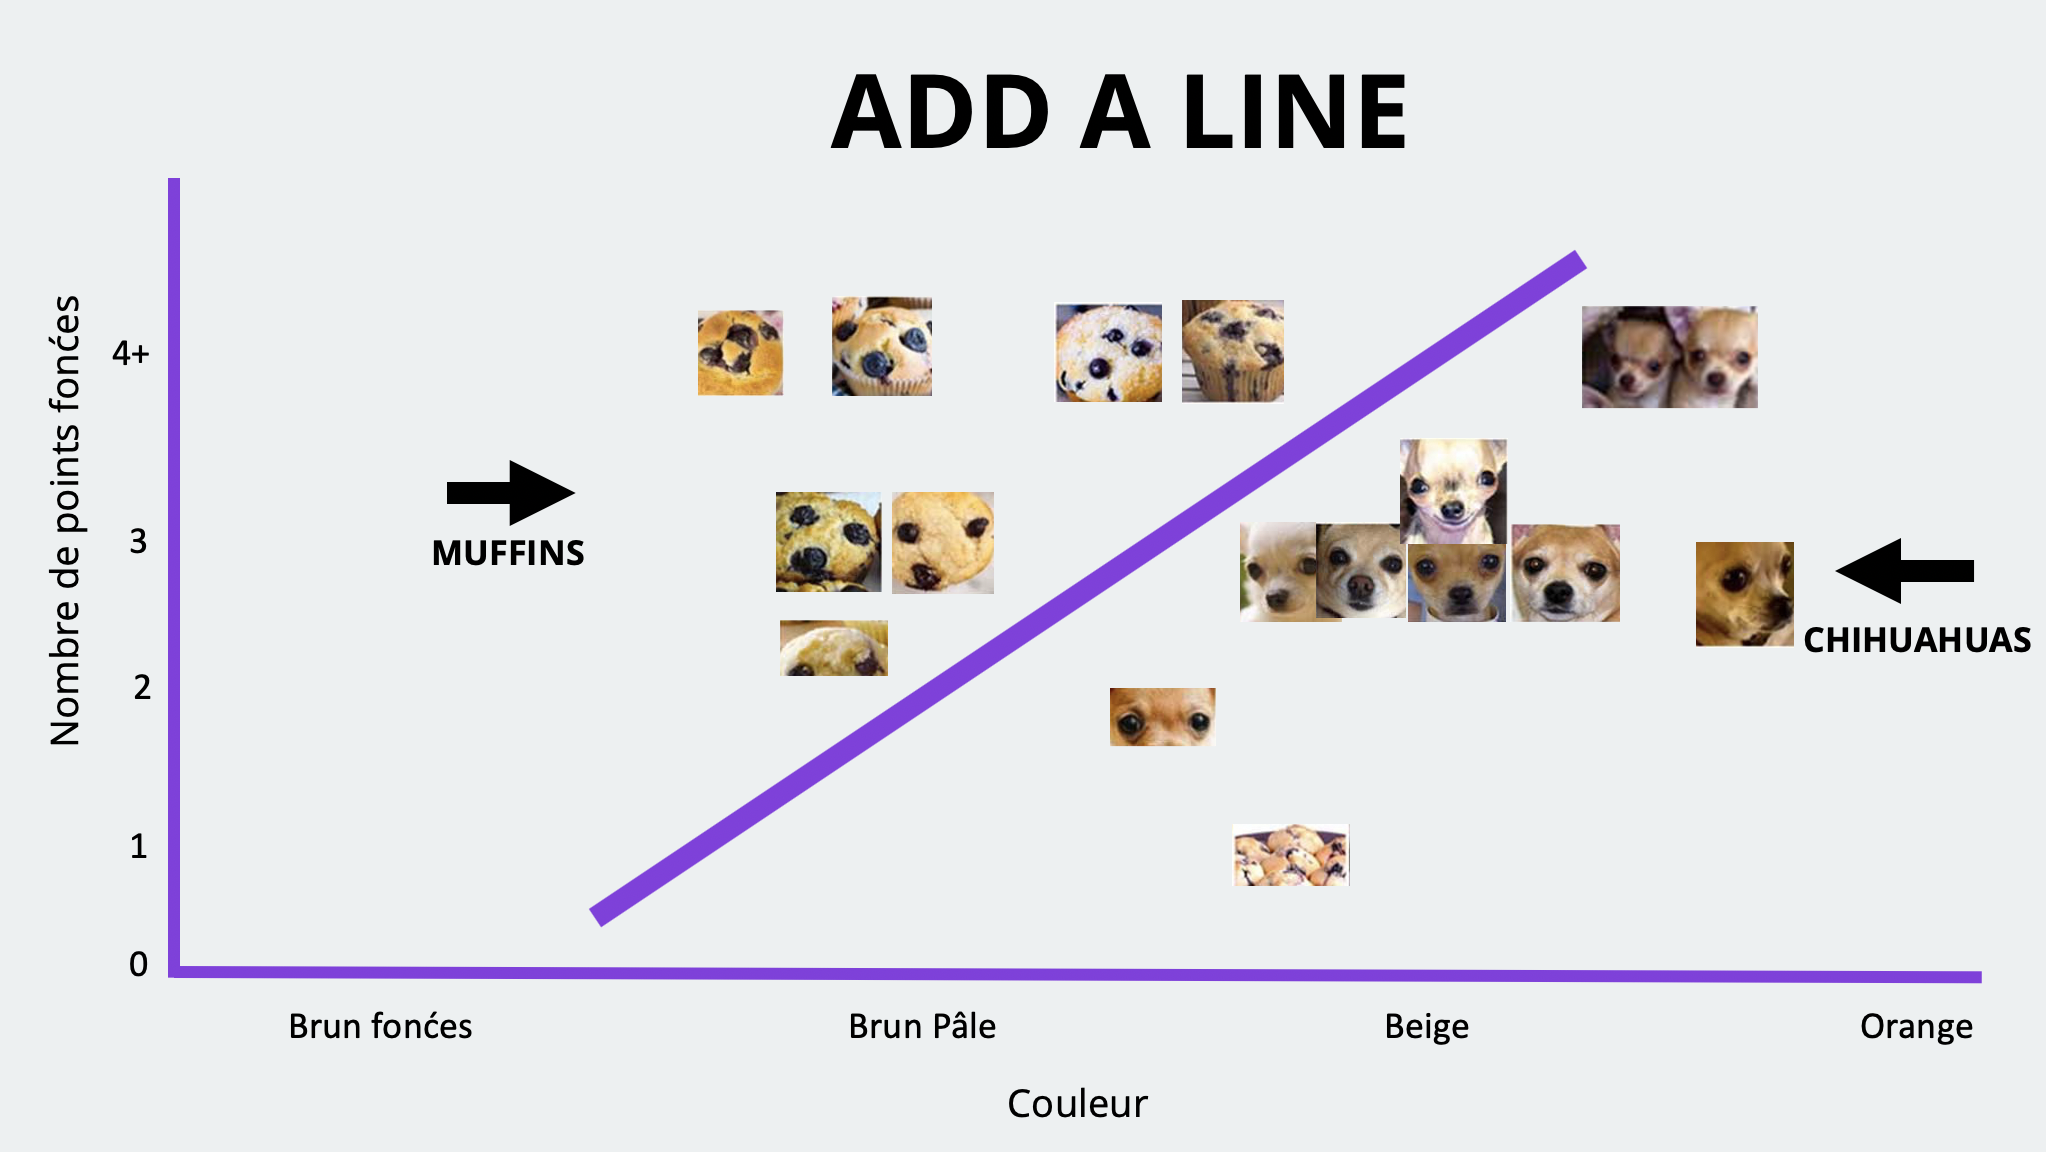 ADD A LINE
Nombre de points fonćes
4+
3
2
1
0
MUFFINS
CHIHUAHUAS
Brun fonćes
Brun Pâle
Beige
Orange
Couleur